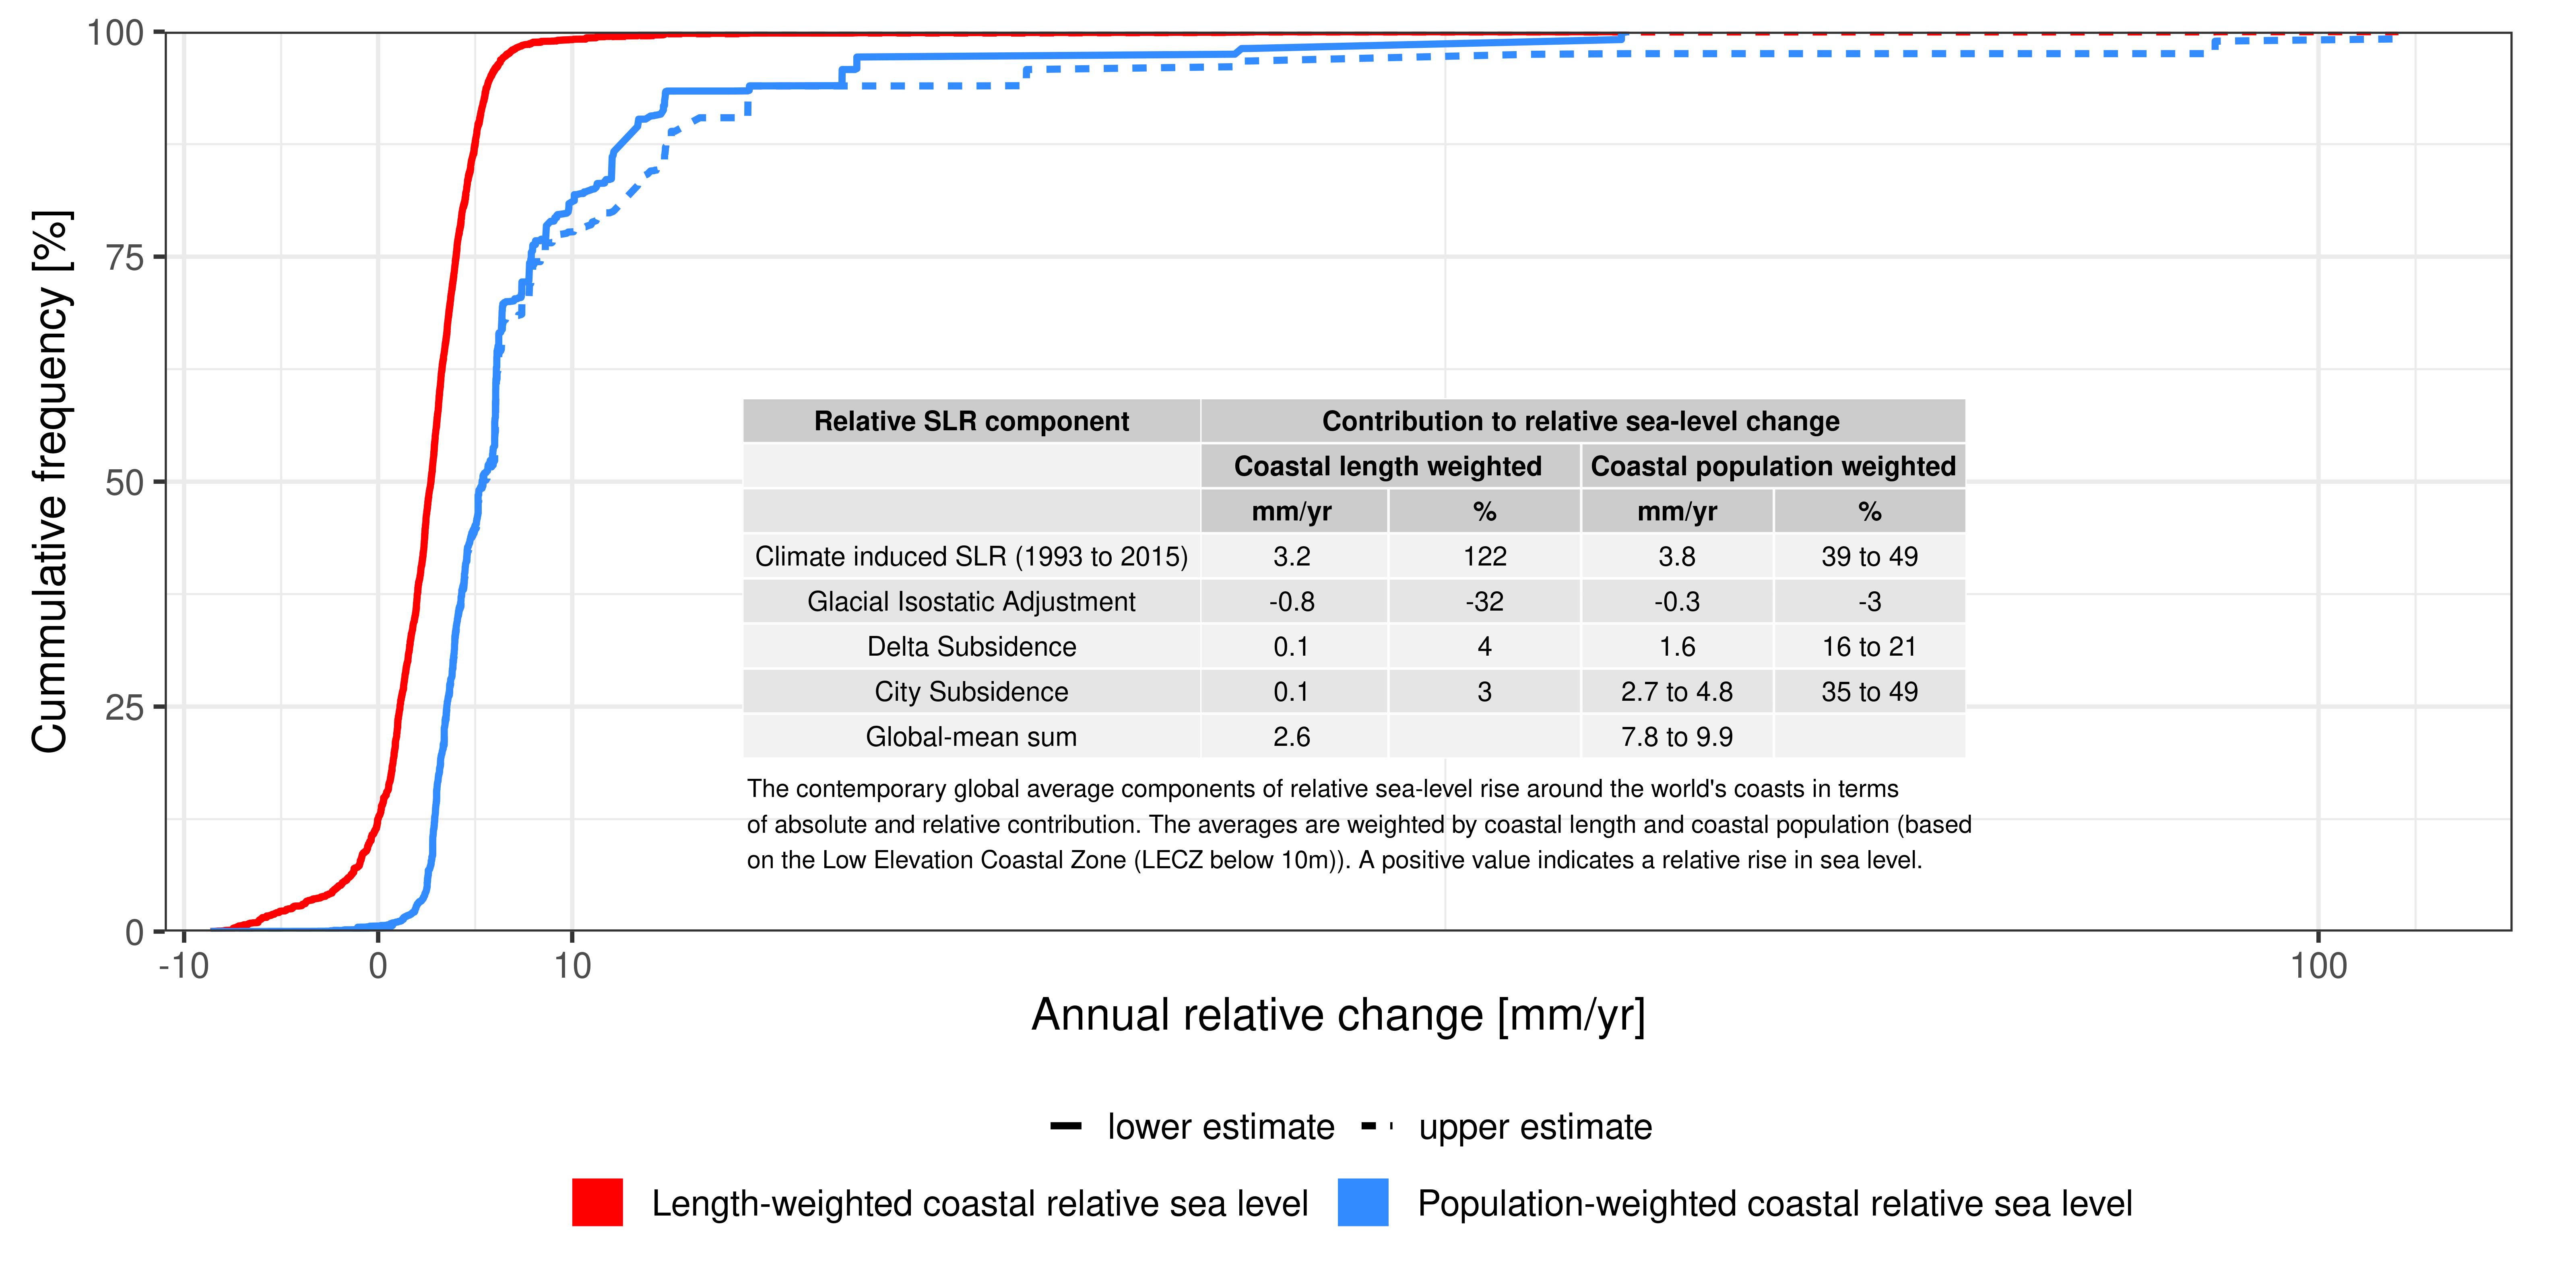 100
75
50
25
0
Cummulative frequency [%]
Relative SLR component Contribution to relative sea-level change
Coastal length weighted Coastal population weighted
mm/yr % mm/yr %
Climate induced SLR (1993 to 2015) 3.2 122 3.8 39 to 49
Glacial Isostatic Adjustment -0.8 -32 -0.3 -3
Delta Subsidence 0.1 4 1.6 16 to 21
City Subsidence 0.1 3 2.7 to 4.8 35 to 49
Global-mean sum 2.6 7.8 to 9.9
The contemporary global average components of relative sea-level rise around the world's coasts in terms
of absolute and relative contribution. The averages are weighted by coastal length and coastal population (based
on the Low Elevation Coastal Zone (LECZ below 10m)). A positive value indicates a relative rise in sea level.
-10 0 10 100
Annual relative change [mm/yr]
lower estimate upper estimate
Length-weighted coastal relative sea level Population-weighted coastal relative sea level